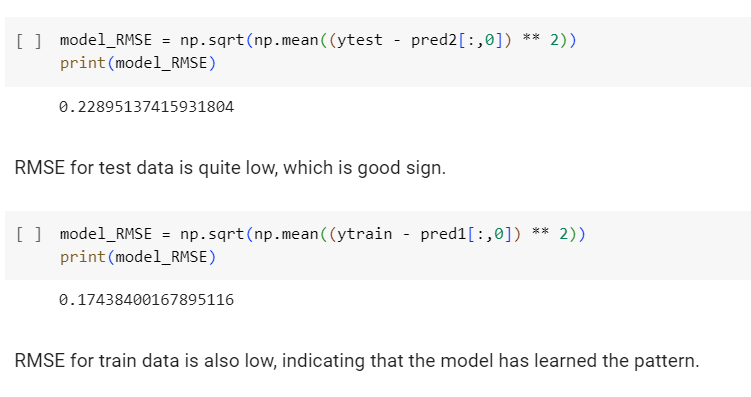 [ ] model_RMSE = np.sqrt(np.mean((ytest - pred2[:,0]) ** 2))
print(model_RMSE)
0.22895137415931804
RMSE for test data is quite low, which is good sign.
[ ] model_RMSE = np.sqrt(np.mean((ytrain - pred1[:,0]) ** 2))
print(model_RMSE)
0.17438400167895116
RMSE for train data is also low, indicating that the model has learned the pattern.